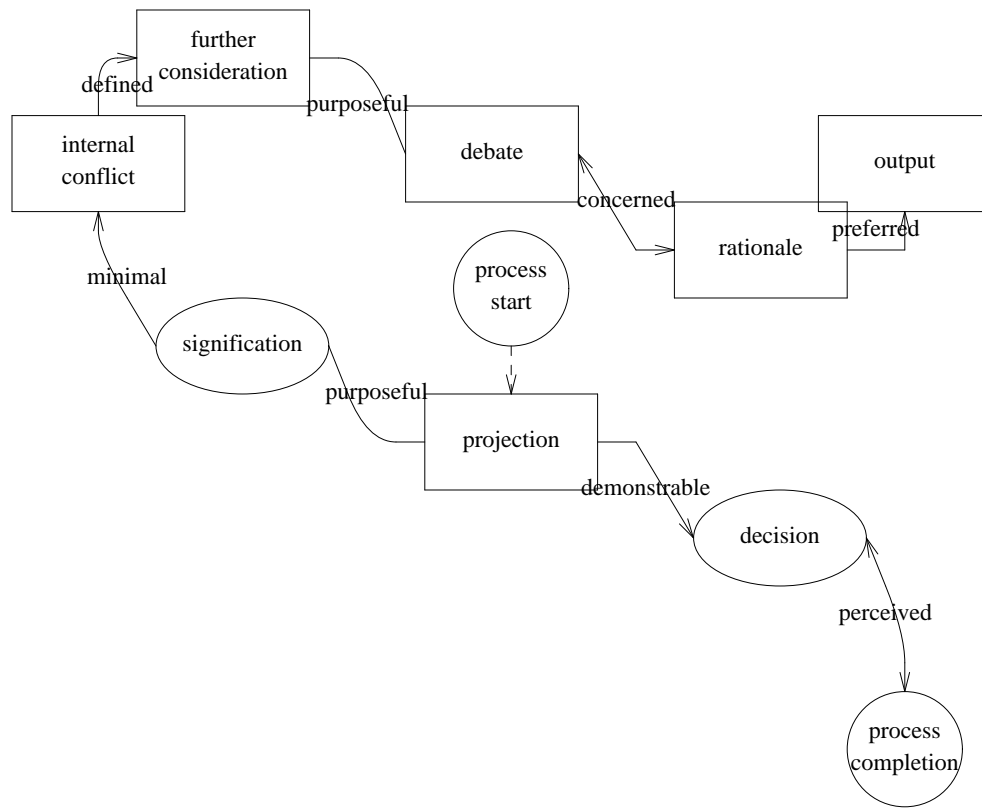 further
consideration
defined
purposeful
internal
conflict
debate
output
concerned
preferred
rationale
process
start
minimal
signification
purposeful
projection
demonstrable
decision
perceived
process
completion